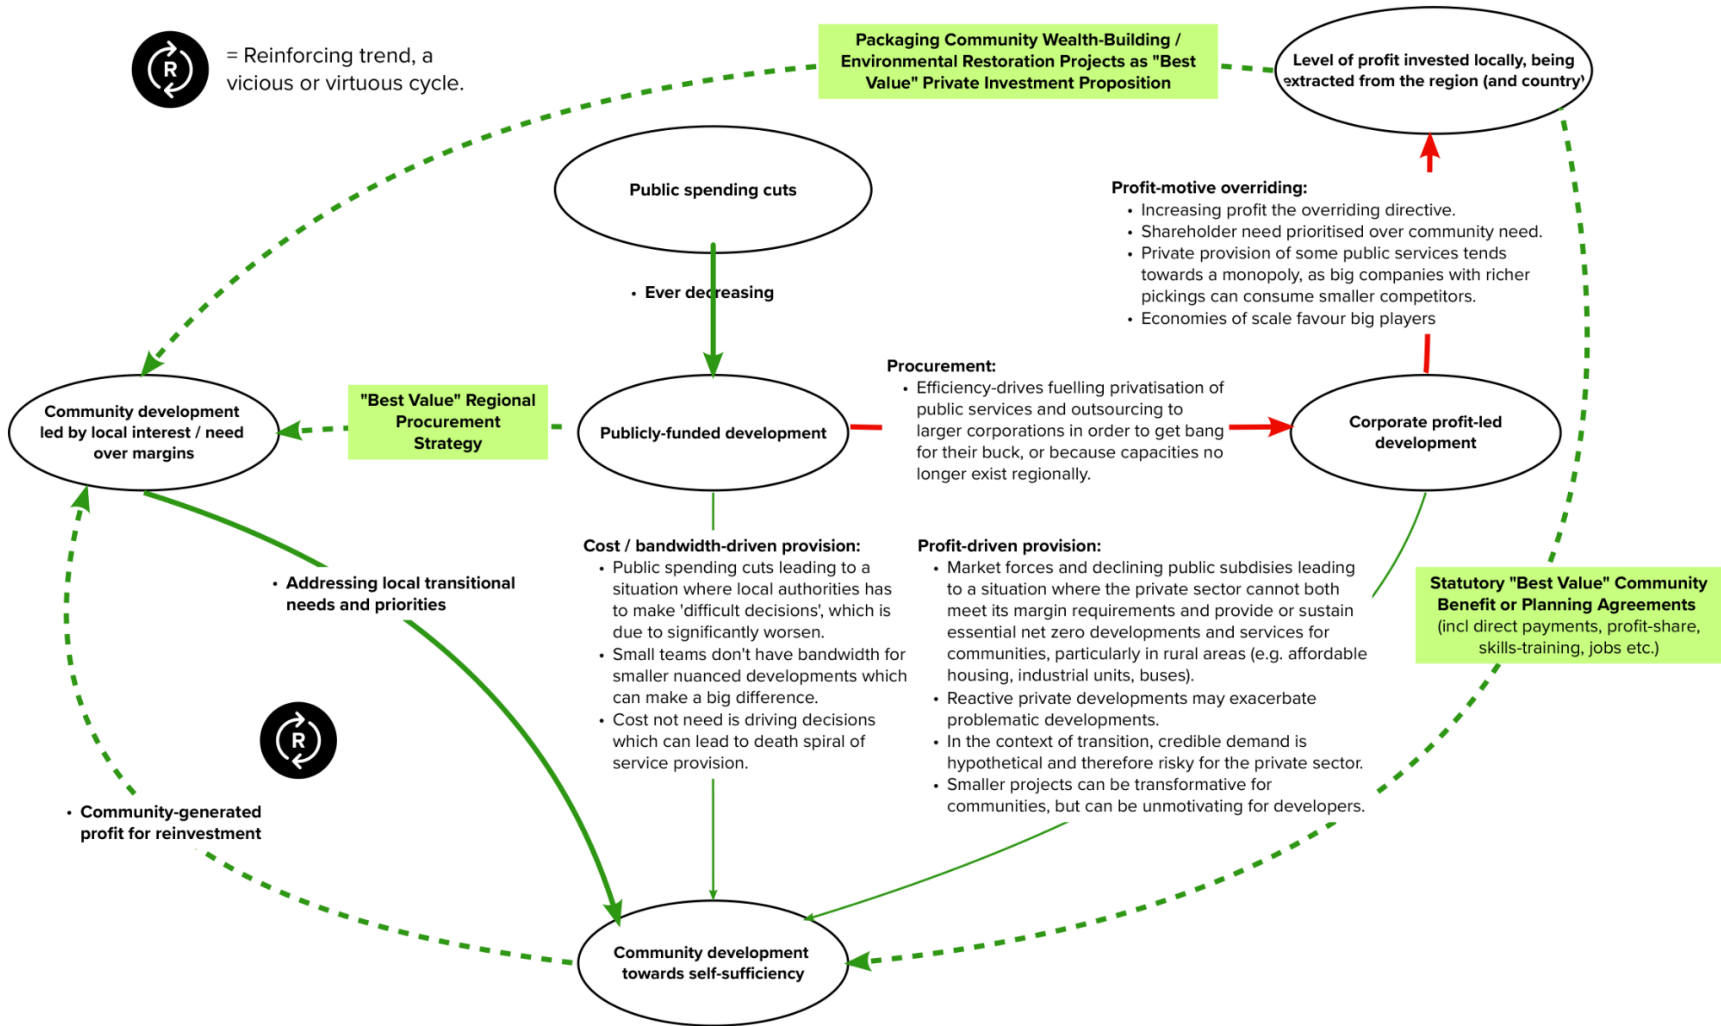 R
= Reinforcing trend, a
vicious or virtuous cycle.
Packaging Community Wealth-Building /
Environmental Restoration Projects as "Best
Value" Private Investment Proposition
Level of profit invested locally, being
extracted from the region (and country)
Public spending cuts
• Ever decreasing
Profit-motive overriding:
• Increasing profit the overriding directive.
• Shareholder need prioritised over community need.
• Private provision of some public services tends
towards a monopoly, as big companies with richer
pickings can consume smaller competitors.
• Economies of scale favour big players
Community development
led by local interest / need
over margins
"Best Value" Regional
Procurement
Strategy
Publicly-funded development
Procurement:
• Efficiency-drives fuelling privatisation of
public services and outsourcing to
larger corporations in order to get bang
for their buck, or because capacities no
longer exist regionally.
Corporate profit-led
development
• Addressing local transitional
needs and priorities
Cost / bandwidth-driven provision:
• Public spending cuts leading to a
situation where local authorities has
to make 'difficult decisions', which is
due to significantly worsen.
• Small teams don't have bandwidth for
smaller nuanced developments which
can make a big difference.
• Cost not need is driving decisions
which can lead to death spiral of
service provision.
Profit-driven provision:
• Market forces and declining public subdisies leading
to a situation where the private sector cannot both
meet its margin requirements and provide or sustain
essential net zero developments and services for
communities, particularly in rural areas (e.g. affordable
housing, industrial units, buses).
• Reactive private developments may exacerbate
problematic developments.
• In the context of transition, credible demand is
hypothetical and therefore risky for the private sector.
• Smaller projects can be transformative for
communities, but can be unmotivating for developers.
Statutory "Best Value" Community
Benefit or Planning Agreements
(incl direct payments, profit-share,
skills-training, jobs etc.)
R
• Community-generated
profit for reinvestment
Community development
towards self-sufficiency